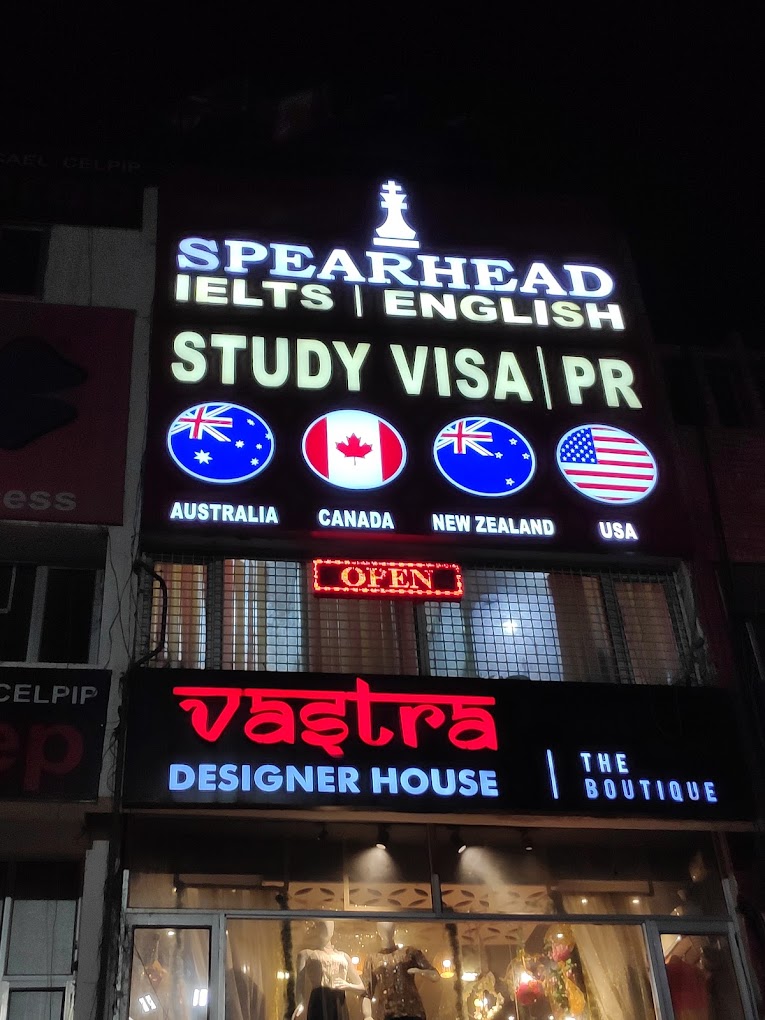 CELPIP
SPEARHEAD
IELTS | ENGLISH
STUDY VISA | PR
AUSTRALIA
CANADA
NEW ZEALAND
USA
ess
OPEN
CELPIP
ep
vastra
DESIGNER HOUSE | THE BOUTIQUE